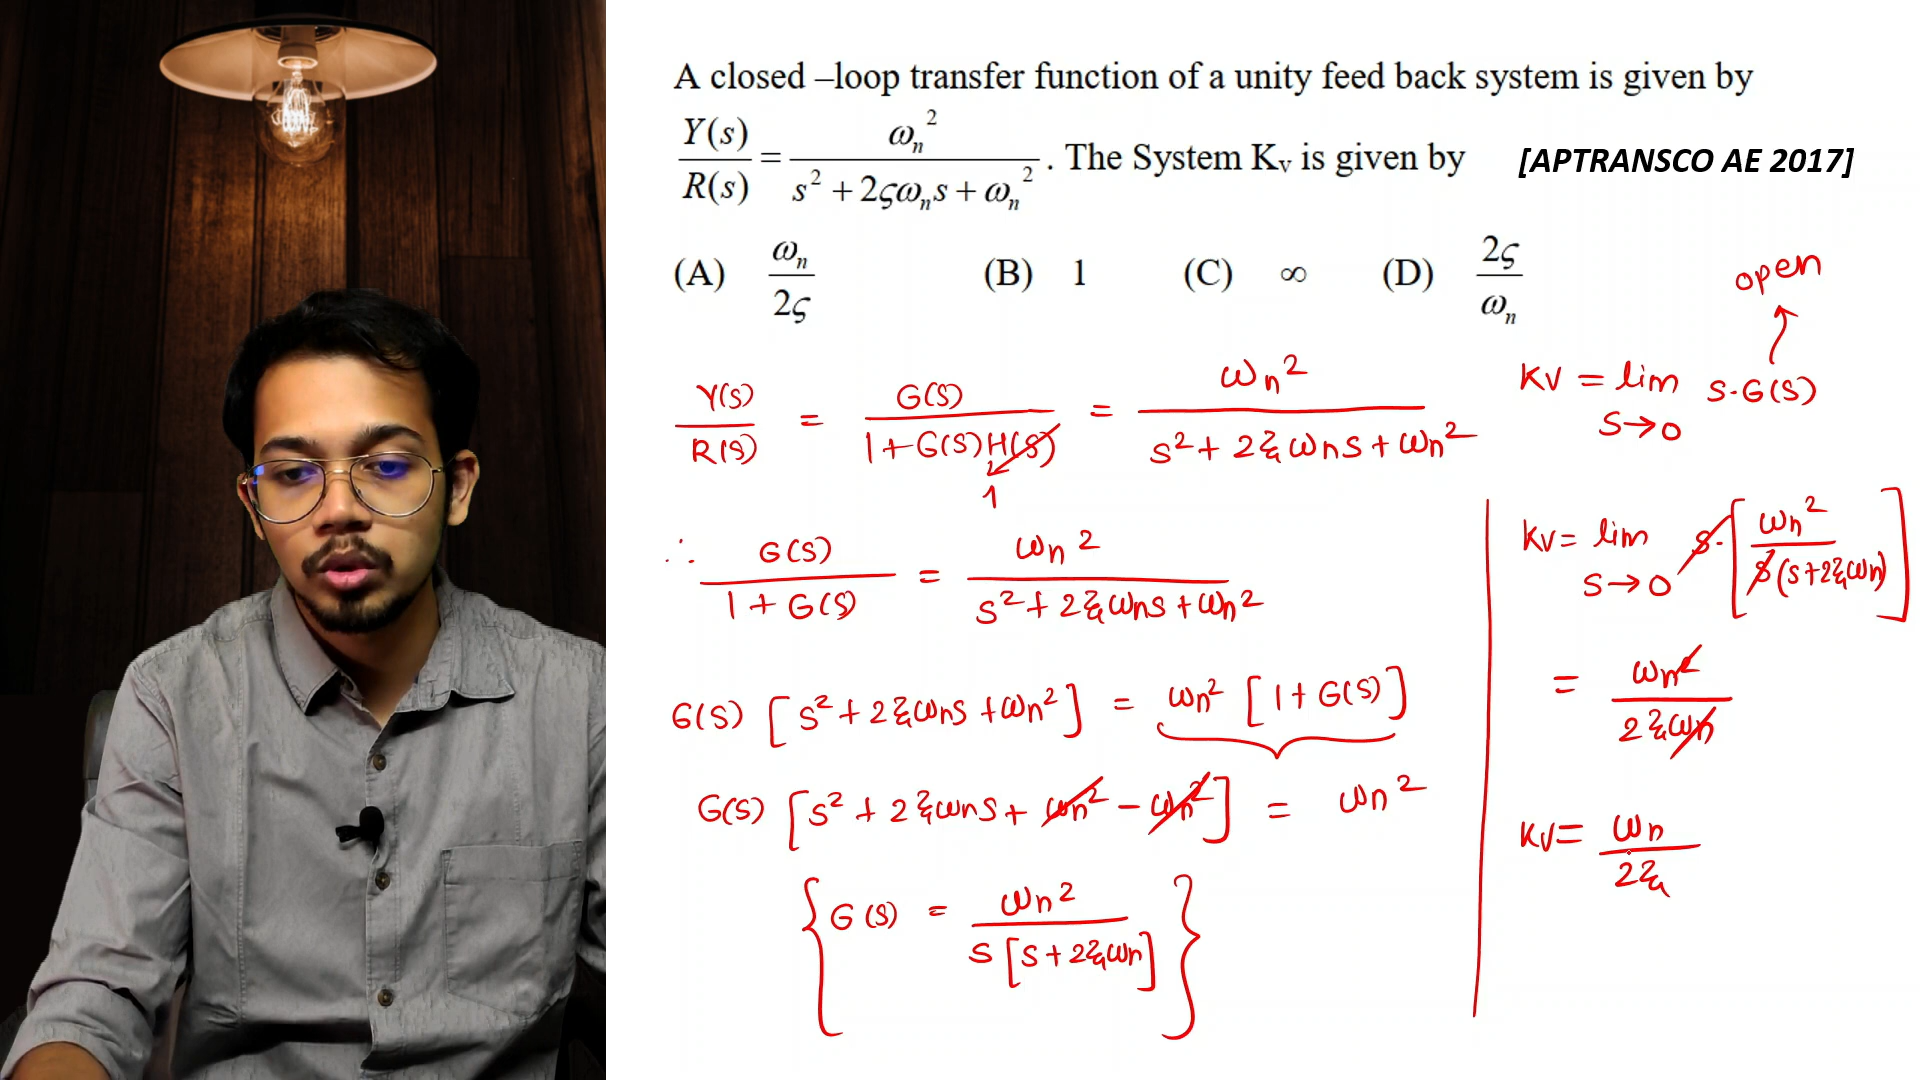 A closed –loop transfer function of a unity feed back system is given by
Y(s)/R(s) = ωn²/(s² + 2ςωns + ωn²) . The System Kv is given by [APTRANSCO AE 2017]
(A) ωn/2ς (B) 1 (C) ∞ (D) 2ς/ωn
open
Y(S)/R(S) = G(S)/(1+G(S)H(S)) = ωn²/(S²+2ξωnS+ωn²)
1
KV = lim S→0 S·G(S)
∴ G(S)/(1+G(S)) = ωn²/(S²+2ξωnS+ωn²)
G(S) [S²+2ξωnS+ωn²] = ωn² [1+G(S)]
G(S) [S²+2ξωnS+ωn²−ωn²] = ωn²
{G(S) = ωn²/(S[S+2ξωn])}
KV = lim S→0 S·[ωn²/(S(S+2ξωn))]
= ωn²/(2ξωn)
KV = ωn/2ξ